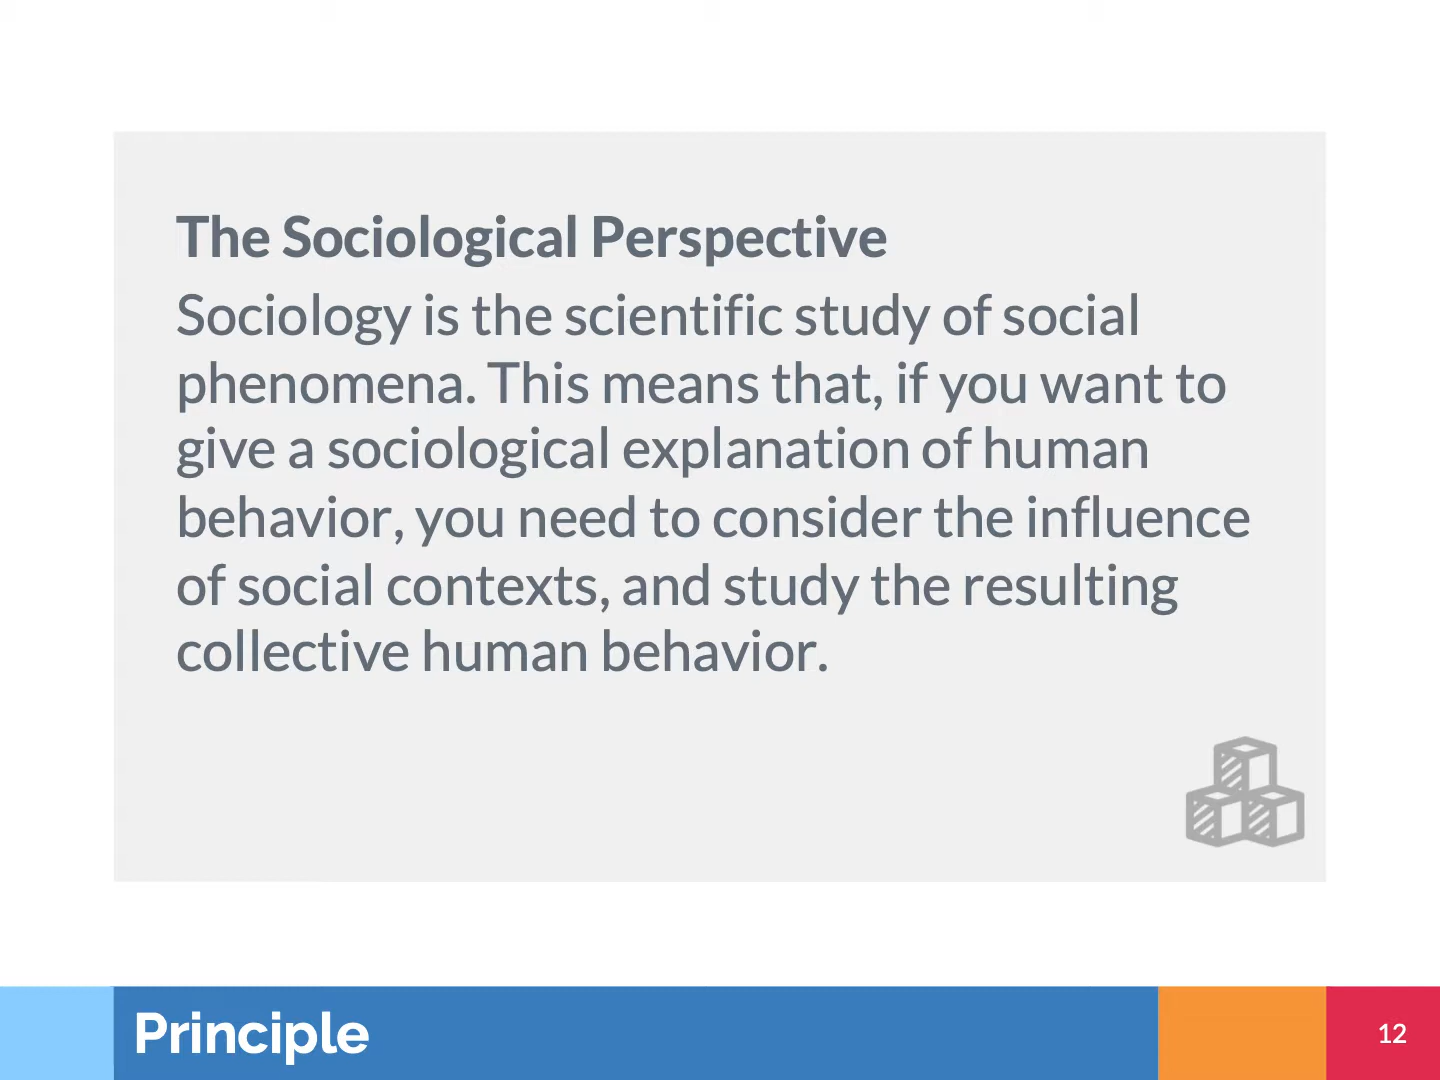 The Sociological Perspective
Sociology is the scientific study of social
phenomena. This means that, if you want to
give a sociological explanation of human
behavior, you need to consider the influence
of social contexts, and study the resulting
collective human behavior.
Principle
12